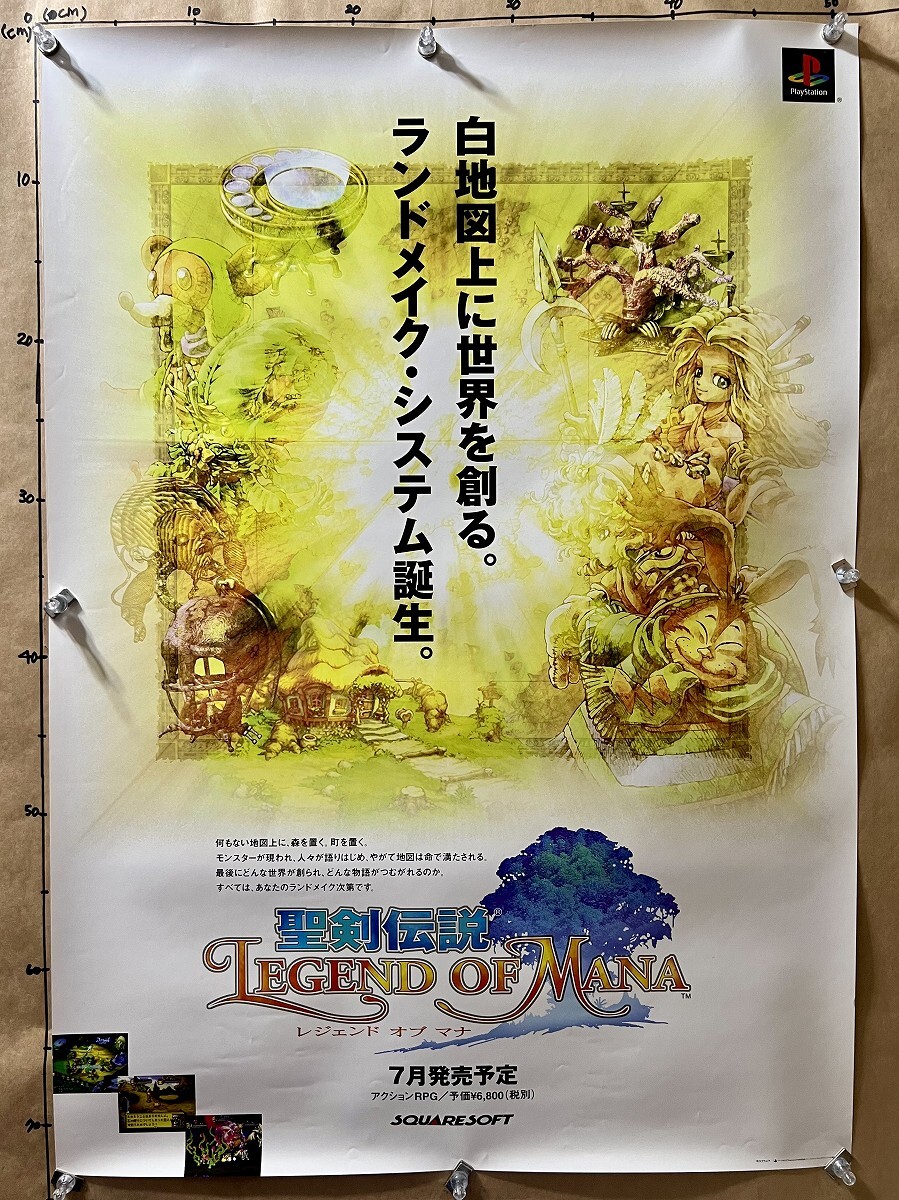 0 (0cm) 10 20 30 40 50
(cm)
10
20
30
40
50
60
70
PlayStation
®
白地図上に世界を創る。
ランドメイク・システム誕生。
何もない地図上に、森を置く。町を置く。
モンスターが現われ、人々が語りはじめ、やがて地図は命で満たされる。
最後にどんな世界が創られ、どんな物語がつむがれるのか。
すべては、あなたのランドメイク次第です。
聖剣伝説®
LEGEND OF MANA™
レジェンド オブ マナ
7月発売予定
アクションRPG/予価¥6,800(税別)
SQUARESOFT